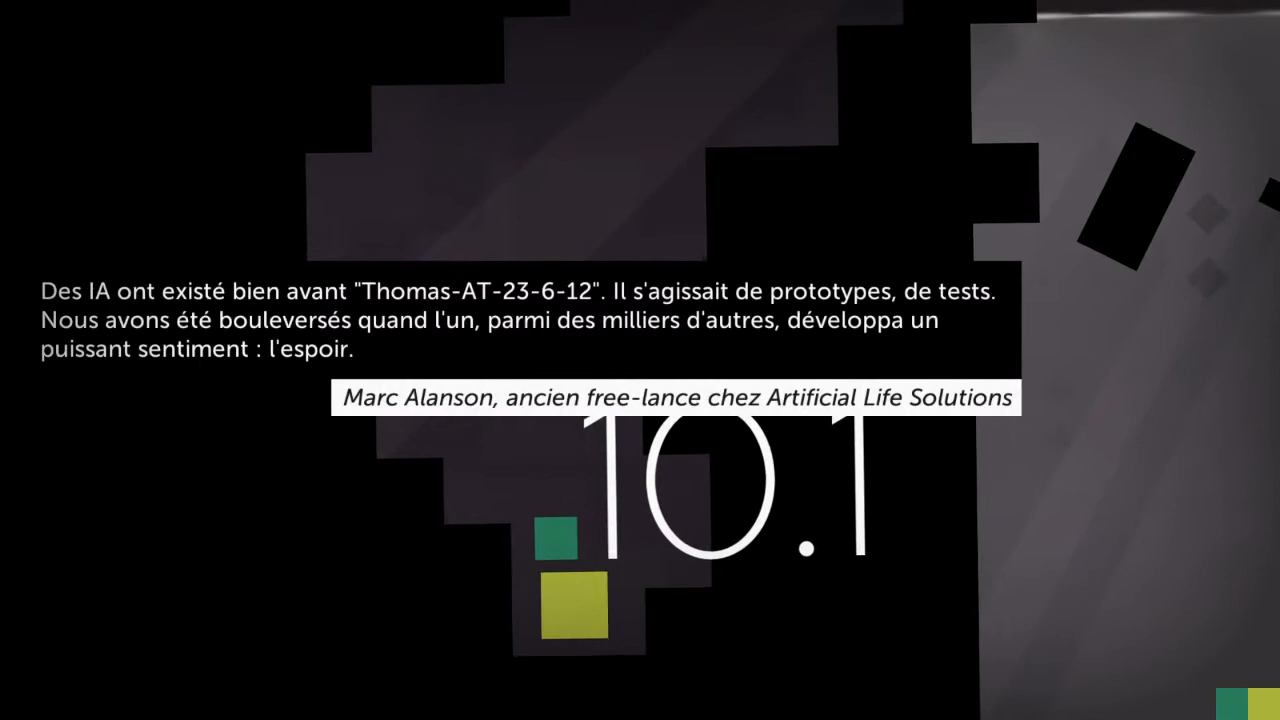 Des IA ont existé bien avant "Thomas-AT-23-6-12". Il s'agissait de prototypes, de tests.
Nous avons été bouleversés quand l'un, parmi des milliers d'autres, développa un
puissant sentiment : l'espoir.
Marc Alanson, ancien free-lance chez Artificial Life Solutions
10.1